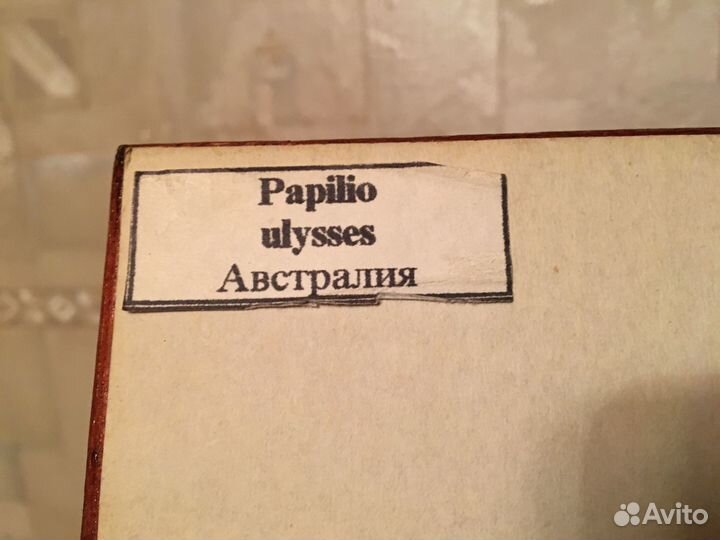 Papilio
ulysses
Австралия
Avito